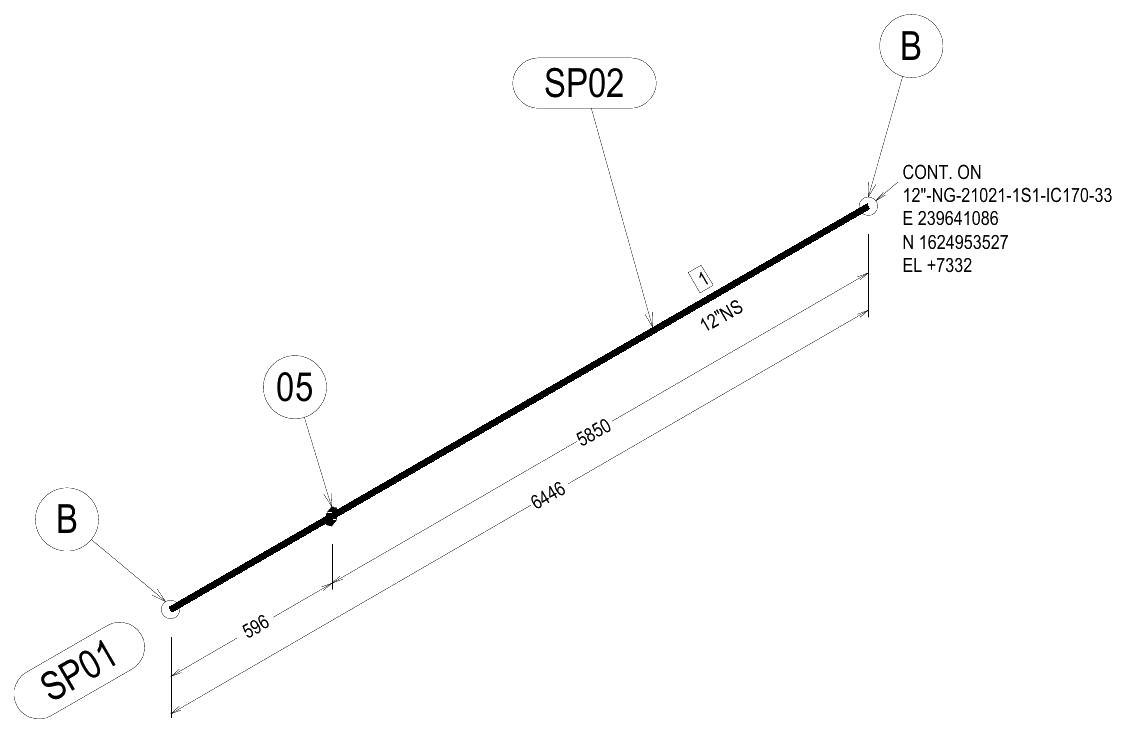 B
SP02
CONT. ON
12"-NG-21021-1S1-IC170-33
E 239641086
N 1624953527
EL +7332
1
12"NS
05
5850
6446
B
596
SP01